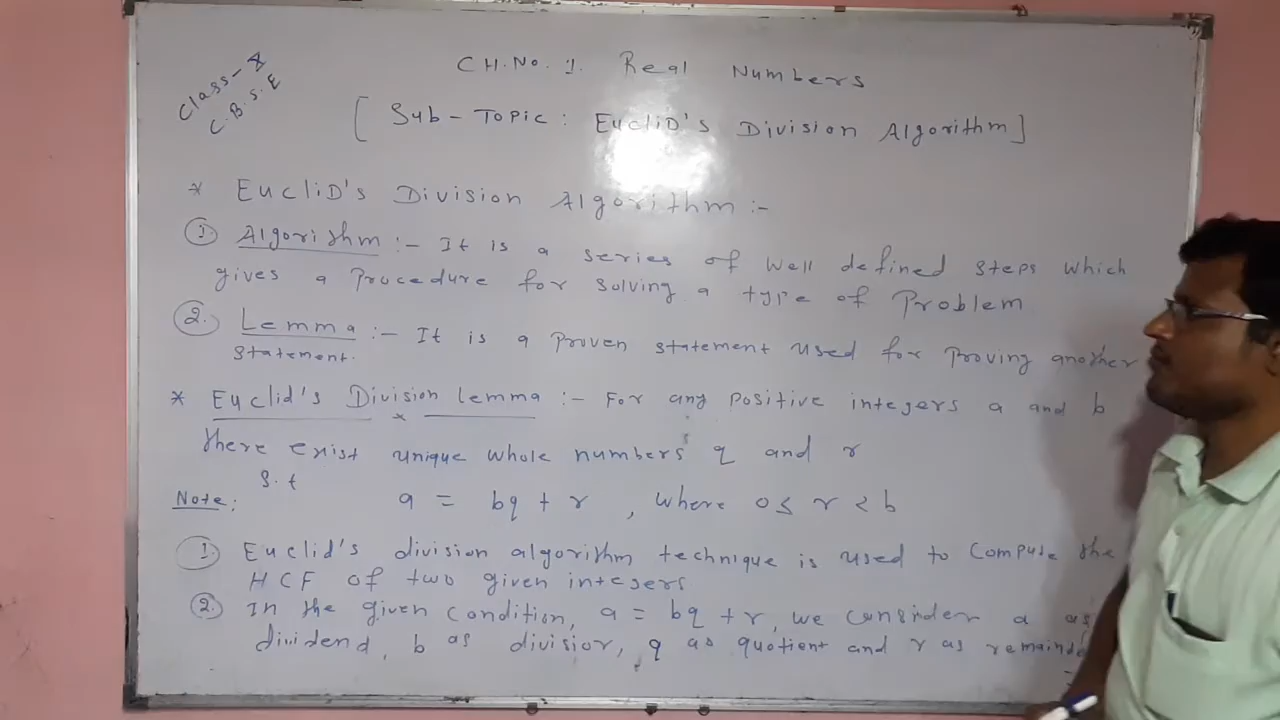 Class-X
C.B.S.E
CH.No. 1. Real Numbers
[Sub-Topic: EucliD's Division Algorithm]
* EucliD's Division Algorithm :-
1. Algorithm :- It is a series of well defined steps which
gives a Procedure for solving a type of Problem
2. Lemma :- It is a Proven statement used for Proving another
statement.
* Euclid's Division lemma :- For any Positive integers a and b
there exist unique whole numbers q and r
s.t
a = bq + r , where 0 ≤ r < b
Note:
1. Euclid's division algorithm technique is used to compute the
HCF of two given integers
2. In the given condition, a = bq + r, we consider a as
dividend, b as divisior, q as quotient and r as